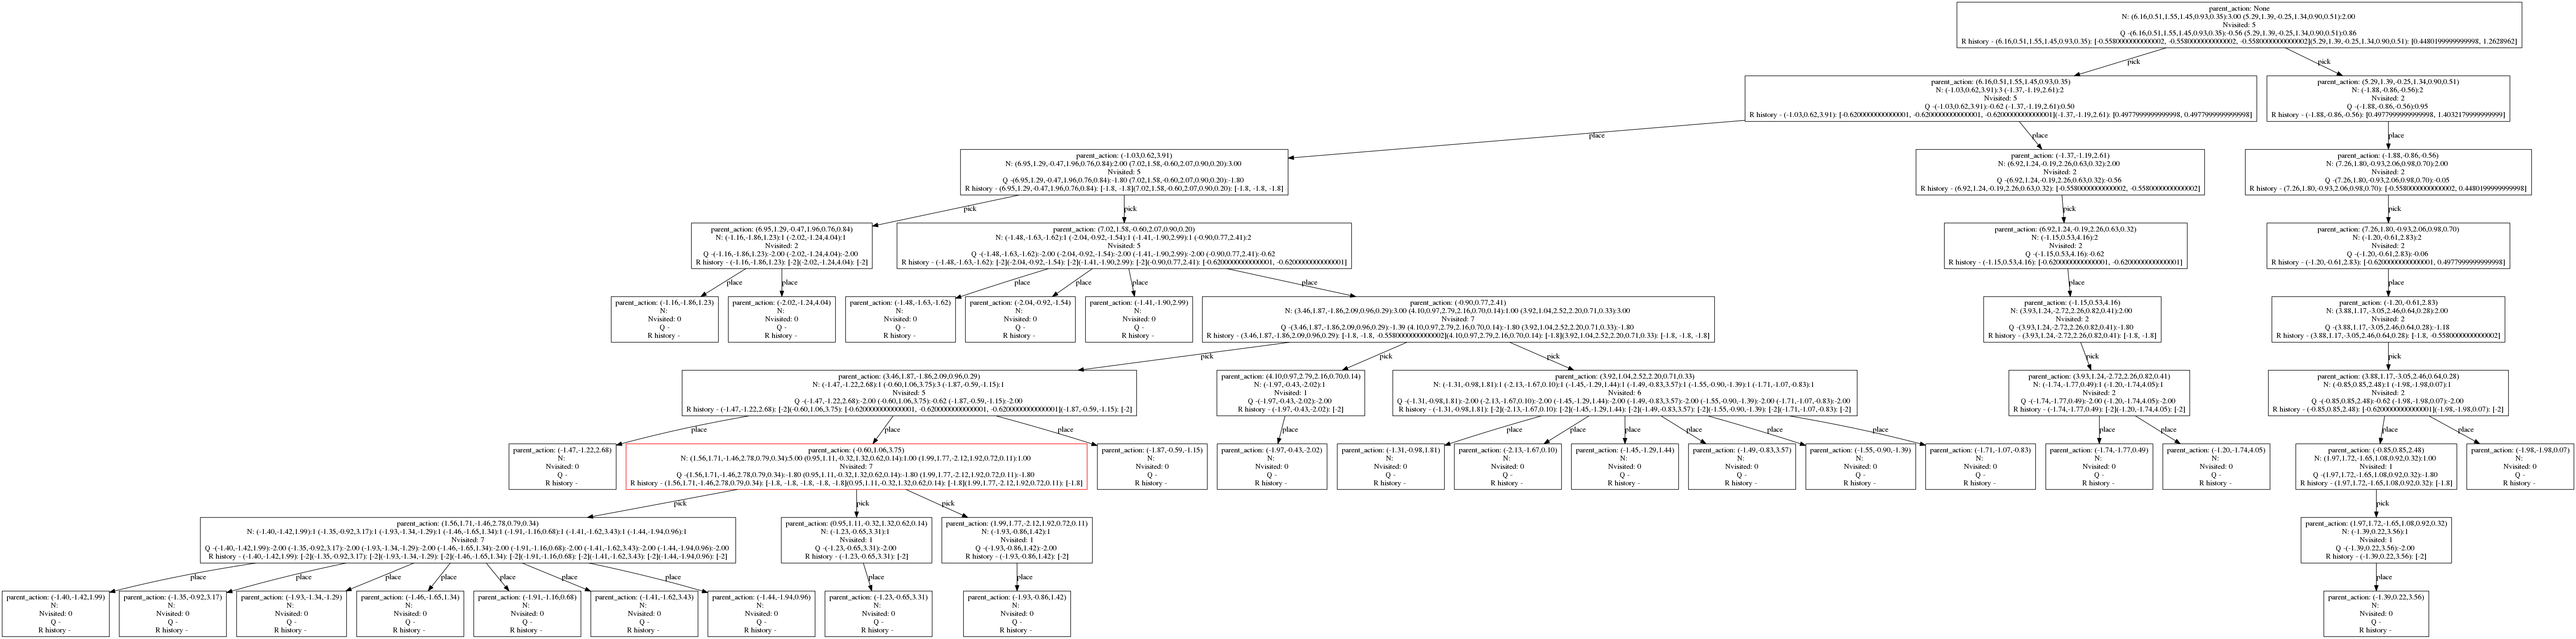 parent_action: None
N: (6.16,0.51,1.55,1.45,0.93,0.35):3.00 (5.29,1.39,-0.25,1.34,0.90,0.51):2.00
Nvisited: 5
Q -(6.16,0.51,1.55,1.45,0.93,0.35):-0.56 (5.29,1.39,-0.25,1.34,0.90,0.51):0.86
R history - (6.16,0.51,1.55,1.45,0.93,0.35): [-0.5580000000000002, -0.5580000000000002, -0.5580000000000002](5.29,1.39,-0.25,1.34,0.90,0.51): [0.4480199999999998, 1.2628962]
pick
pick
parent_action: (6.16,0.51,1.55,1.45,0.93,0.35)
N: (-1.03,0.62,3.91):3 (-1.37,-1.19,2.61):2
Nvisited: 5
Q -(-1.03,0.62,3.91):-0.62 (-1.37,-1.19,2.61):0.50
R history - (-1.03,0.62,3.91): [-0.6200000000000001, -0.6200000000000001, -0.6200000000000001](-1.37,-1.19,2.61): [0.4977999999999998, 0.4977999999999998]
parent_action: (5.29,1.39,-0.25,1.34,0.90,0.51)
N: (-1.88,-0.86,-0.56):2
Nvisited: 2
Q -(-1.88,-0.86,-0.56):0.95
R history - (-1.88,-0.86,-0.56): [0.4977999999999998, 1.4032179999999999]
place
place
place
parent_action: (-1.03,0.62,3.91)
N: (6.95,1.29,-0.47,1.96,0.76,0.84):2.00 (7.02,1.58,-0.60,2.07,0.90,0.20):3.00
Nvisited: 5
Q -(6.95,1.29,-0.47,1.96,0.76,0.84):-1.80 (7.02,1.58,-0.60,2.07,0.90,0.20):-1.80
R history - (6.95,1.29,-0.47,1.96,0.76,0.84): [-1.8, -1.8](7.02,1.58,-0.60,2.07,0.90,0.20): [-1.8, -1.8, -1.8]
parent_action: (-1.37,-1.19,2.61)
N: (6.92,1.24,-0.19,2.26,0.63,0.32):2.00
Nvisited: 2
Q -(6.92,1.24,-0.19,2.26,0.63,0.32):-0.56
R history - (6.92,1.24,-0.19,2.26,0.63,0.32): [-0.5580000000000002, -0.5580000000000002]
parent_action: (-1.88,-0.86,-0.56)
N: (7.26,1.80,-0.93,2.06,0.98,0.70):2.00
Nvisited: 2
Q -(7.26,1.80,-0.93,2.06,0.98,0.70):-0.05
R history - (7.26,1.80,-0.93,2.06,0.98,0.70): [-0.5580000000000002, 0.4480199999999998]
pick
pick
pick
pick
parent_action: (6.95,1.29,-0.47,1.96,0.76,0.84)
N: (-1.16,-1.86,1.23):1 (-2.02,-1.24,4.04):1
Nvisited: 2
Q -(-1.16,-1.86,1.23):-2.00 (-2.02,-1.24,4.04):-2.00
R history - (-1.16,-1.86,1.23): [-2](-2.02,-1.24,4.04): [-2]
parent_action: (7.02,1.58,-0.60,2.07,0.90,0.20)
N: (-1.48,-1.63,-1.62):1 (-2.04,-0.92,-1.54):1 (-1.41,-1.90,2.99):1 (-0.90,0.77,2.41):2
Nvisited: 5
Q -(-1.48,-1.63,-1.62):-2.00 (-2.04,-0.92,-1.54):-2.00 (-1.41,-1.90,2.99):-2.00 (-0.90,0.77,2.41):-0.62
R history - (-1.48,-1.63,-1.62): [-2](-2.04,-0.92,-1.54): [-2](-1.41,-1.90,2.99): [-2](-0.90,0.77,2.41): [-0.6200000000000001, -0.6200000000000001]
parent_action: (6.92,1.24,-0.19,2.26,0.63,0.32)
N: (-1.15,0.53,4.16):2
Nvisited: 2
Q -(-1.15,0.53,4.16):-0.62
R history - (-1.15,0.53,4.16): [-0.6200000000000001, -0.6200000000000001]
parent_action: (7.26,1.80,-0.93,2.06,0.98,0.70)
N: (-1.20,-0.61,2.83):2
Nvisited: 2
Q -(-1.20,-0.61,2.83):-0.06
R history - (-1.20,-0.61,2.83): [-0.6200000000000001, 0.4977999999999998]
place
place
place
place
place
place
place
place
parent_action: (-1.16,-1.86,1.23)
N:
Nvisited: 0
Q -
R history -
parent_action: (-2.02,-1.24,4.04)
N:
Nvisited: 0
Q -
R history -
parent_action: (-1.48,-1.63,-1.62)
N:
Nvisited: 0
Q -
R history -
parent_action: (-2.04,-0.92,-1.54)
N:
Nvisited: 0
Q -
R history -
parent_action: (-1.41,-1.90,2.99)
N:
Nvisited: 0
Q -
R history -
parent_action: (-0.90,0.77,2.41)
N: (3.46,1.87,-1.86,2.09,0.96,0.29):3.00 (4.10,0.97,2.79,2.16,0.70,0.14):1.00 (3.92,1.04,2.52,2.20,0.71,0.33):3.00
Nvisited: 7
Q -(3.46,1.87,-1.86,2.09,0.96,0.29):-1.39 (4.10,0.97,2.79,2.16,0.70,0.14):-1.80 (3.92,1.04,2.52,2.20,0.71,0.33):-1.80
R history - (3.46,1.87,-1.86,2.09,0.96,0.29): [-1.8, -1.8, -0.5580000000000002](4.10,0.97,2.79,2.16,0.70,0.14): [-1.8](3.92,1.04,2.52,2.20,0.71,0.33): [-1.8, -1.8, -1.8]
parent_action: (-1.15,0.53,4.16)
N: (3.93,1.24,-2.72,2.26,0.82,0.41):2.00
Nvisited: 2
Q -(3.93,1.24,-2.72,2.26,0.82,0.41):-1.80
R history - (3.93,1.24,-2.72,2.26,0.82,0.41): [-1.8, -1.8]
parent_action: (-1.20,-0.61,2.83)
N: (3.88,1.17,-3.05,2.46,0.64,0.28):2.00
Nvisited: 2
Q -(3.88,1.17,-3.05,2.46,0.64,0.28):-1.18
R history - (3.88,1.17,-3.05,2.46,0.64,0.28): [-1.8, -0.5580000000000002]
pick
pick
pick
pick
pick
parent_action: (3.46,1.87,-1.86,2.09,0.96,0.29)
N: (-1.47,-1.22,2.68):1 (-0.60,1.06,3.75):3 (-1.87,-0.59,-1.15):1
Nvisited: 5
Q -(-1.47,-1.22,2.68):-2.00 (-0.60,1.06,3.75):-0.62 (-1.87,-0.59,-1.15):-2.00
R history - (-1.47,-1.22,2.68): [-2](-0.60,1.06,3.75): [-0.6200000000000001, -0.6200000000000001, -0.6200000000000001](-1.87,-0.59,-1.15): [-2]
parent_action: (4.10,0.97,2.79,2.16,0.70,0.14)
N: (-1.97,-0.43,-2.02):1
Nvisited: 1
Q -(-1.97,-0.43,-2.02):-2.00
R history - (-1.97,-0.43,-2.02): [-2]
parent_action: (3.92,1.04,2.52,2.20,0.71,0.33)
N: (-1.31,-0.98,1.81):1 (-2.13,-1.67,0.10):1 (-1.45,-1.29,1.44):1 (-1.49,-0.83,3.57):1 (-1.55,-0.90,-1.39):1 (-1.71,-1.07,-0.83):1
Nvisited: 6
Q -(-1.31,-0.98,1.81):-2.00 (-2.13,-1.67,0.10):-2.00 (-1.45,-1.29,1.44):-2.00 (-1.49,-0.83,3.57):-2.00 (-1.55,-0.90,-1.39):-2.00 (-1.71,-1.07,-0.83):-2.00
R history - (-1.31,-0.98,1.81): [-2](-2.13,-1.67,0.10): [-2](-1.45,-1.29,1.44): [-2](-1.49,-0.83,3.57): [-2](-1.55,-0.90,-1.39): [-2](-1.71,-1.07,-0.83): [-2]
parent_action: (3.93,1.24,-2.72,2.26,0.82,0.41)
N: (-1.74,-1.77,0.49):1 (-1.20,-1.74,4.05):1
Nvisited: 2
Q -(-1.74,-1.77,0.49):-2.00 (-1.20,-1.74,4.05):-2.00
R history - (-1.74,-1.77,0.49): [-2](-1.20,-1.74,4.05): [-2]
parent_action: (3.88,1.17,-3.05,2.46,0.64,0.28)
N: (-0.85,0.85,2.48):1 (-1.98,-1.98,0.07):1
Nvisited: 2
Q -(-0.85,0.85,2.48):-0.62 (-1.98,-1.98,0.07):-2.00
R history - (-0.85,0.85,2.48): [-0.6200000000000001](-1.98,-1.98,0.07): [-2]
place
place
place
place
place
place
place
place
place
place
place
place
place
place
parent_action: (-1.47,-1.22,2.68)
N:
Nvisited: 0
Q -
R history -
parent_action: (-0.60,1.06,3.75)
N: (1.56,1.71,-1.46,2.78,0.79,0.34):5.00 (0.95,1.11,-0.32,1.32,0.62,0.14):1.00 (1.99,1.77,-2.12,1.92,0.72,0.11):1.00
Nvisited: 7
Q -(1.56,1.71,-1.46,2.78,0.79,0.34):-1.80 (0.95,1.11,-0.32,1.32,0.62,0.14):-1.80 (1.99,1.77,-2.12,1.92,0.72,0.11):-1.80
R history - (1.56,1.71,-1.46,2.78,0.79,0.34): [-1.8, -1.8, -1.8, -1.8, -1.8](0.95,1.11,-0.32,1.32,0.62,0.14): [-1.8](1.99,1.77,-2.12,1.92,0.72,0.11): [-1.8]
parent_action: (-1.87,-0.59,-1.15)
N:
Nvisited: 0
Q -
R history -
parent_action: (-1.97,-0.43,-2.02)
N:
Nvisited: 0
Q -
R history -
parent_action: (-1.31,-0.98,1.81)
N:
Nvisited: 0
Q -
R history -
parent_action: (-2.13,-1.67,0.10)
N:
Nvisited: 0
Q -
R history -
parent_action: (-1.45,-1.29,1.44)
N:
Nvisited: 0
Q -
R history -
parent_action: (-1.49,-0.83,3.57)
N:
Nvisited: 0
Q -
R history -
parent_action: (-1.55,-0.90,-1.39)
N:
Nvisited: 0
Q -
R history -
parent_action: (-1.71,-1.07,-0.83)
N:
Nvisited: 0
Q -
R history -
parent_action: (-1.74,-1.77,0.49)
N:
Nvisited: 0
Q -
R history -
parent_action: (-1.20,-1.74,4.05)
N:
Nvisited: 0
Q -
R history -
parent_action: (-0.85,0.85,2.48)
N: (1.97,1.72,-1.65,1.08,0.92,0.32):1.00
Nvisited: 1
Q -(1.97,1.72,-1.65,1.08,0.92,0.32):-1.80
R history - (1.97,1.72,-1.65,1.08,0.92,0.32): [-1.8]
parent_action: (-1.98,-1.98,0.07)
N:
Nvisited: 0
Q -
R history -
pick
pick
pick
pick
parent_action: (1.56,1.71,-1.46,2.78,0.79,0.34)
N: (-1.40,-1.42,1.99):1 (-1.35,-0.92,3.17):1 (-1.93,-1.34,-1.29):1 (-1.46,-1.65,1.34):1 (-1.91,-1.16,0.68):1 (-1.41,-1.62,3.43):1 (-1.44,-1.94,0.96):1
Nvisited: 7
Q -(-1.40,-1.42,1.99):-2.00 (-1.35,-0.92,3.17):-2.00 (-1.93,-1.34,-1.29):-2.00 (-1.46,-1.65,1.34):-2.00 (-1.91,-1.16,0.68):-2.00 (-1.41,-1.62,3.43):-2.00 (-1.44,-1.94,0.96):-2.00
R history - (-1.40,-1.42,1.99): [-2](-1.35,-0.92,3.17): [-2](-1.93,-1.34,-1.29): [-2](-1.46,-1.65,1.34): [-2](-1.91,-1.16,0.68): [-2](-1.41,-1.62,3.43): [-2](-1.44,-1.94,0.96): [-2]
parent_action: (0.95,1.11,-0.32,1.32,0.62,0.14)
N: (-1.23,-0.65,3.31):1
Nvisited: 1
Q -(-1.23,-0.65,3.31):-2.00
R history - (-1.23,-0.65,3.31): [-2]
parent_action: (1.99,1.77,-2.12,1.92,0.72,0.11)
N: (-1.93,-0.86,1.42):1
Nvisited: 1
Q -(-1.93,-0.86,1.42):-2.00
R history - (-1.93,-0.86,1.42): [-2]
parent_action: (1.97,1.72,-1.65,1.08,0.92,0.32)
N: (-1.39,0.22,3.56):1
Nvisited: 1
Q -(-1.39,0.22,3.56):-2.00
R history - (-1.39,0.22,3.56): [-2]
place
place
place
place
place
place
place
place
place
place
parent_action: (-1.40,-1.42,1.99)
N:
Nvisited: 0
Q -
R history -
parent_action: (-1.35,-0.92,3.17)
N:
Nvisited: 0
Q -
R history -
parent_action: (-1.93,-1.34,-1.29)
N:
Nvisited: 0
Q -
R history -
parent_action: (-1.46,-1.65,1.34)
N:
Nvisited: 0
Q -
R history -
parent_action: (-1.91,-1.16,0.68)
N:
Nvisited: 0
Q -
R history -
parent_action: (-1.41,-1.62,3.43)
N:
Nvisited: 0
Q -
R history -
parent_action: (-1.44,-1.94,0.96)
N:
Nvisited: 0
Q -
R history -
parent_action: (-1.23,-0.65,3.31)
N:
Nvisited: 0
Q -
R history -
parent_action: (-1.93,-0.86,1.42)
N:
Nvisited: 0
Q -
R history -
parent_action: (-1.39,0.22,3.56)
N:
Nvisited: 0
Q -
R history -